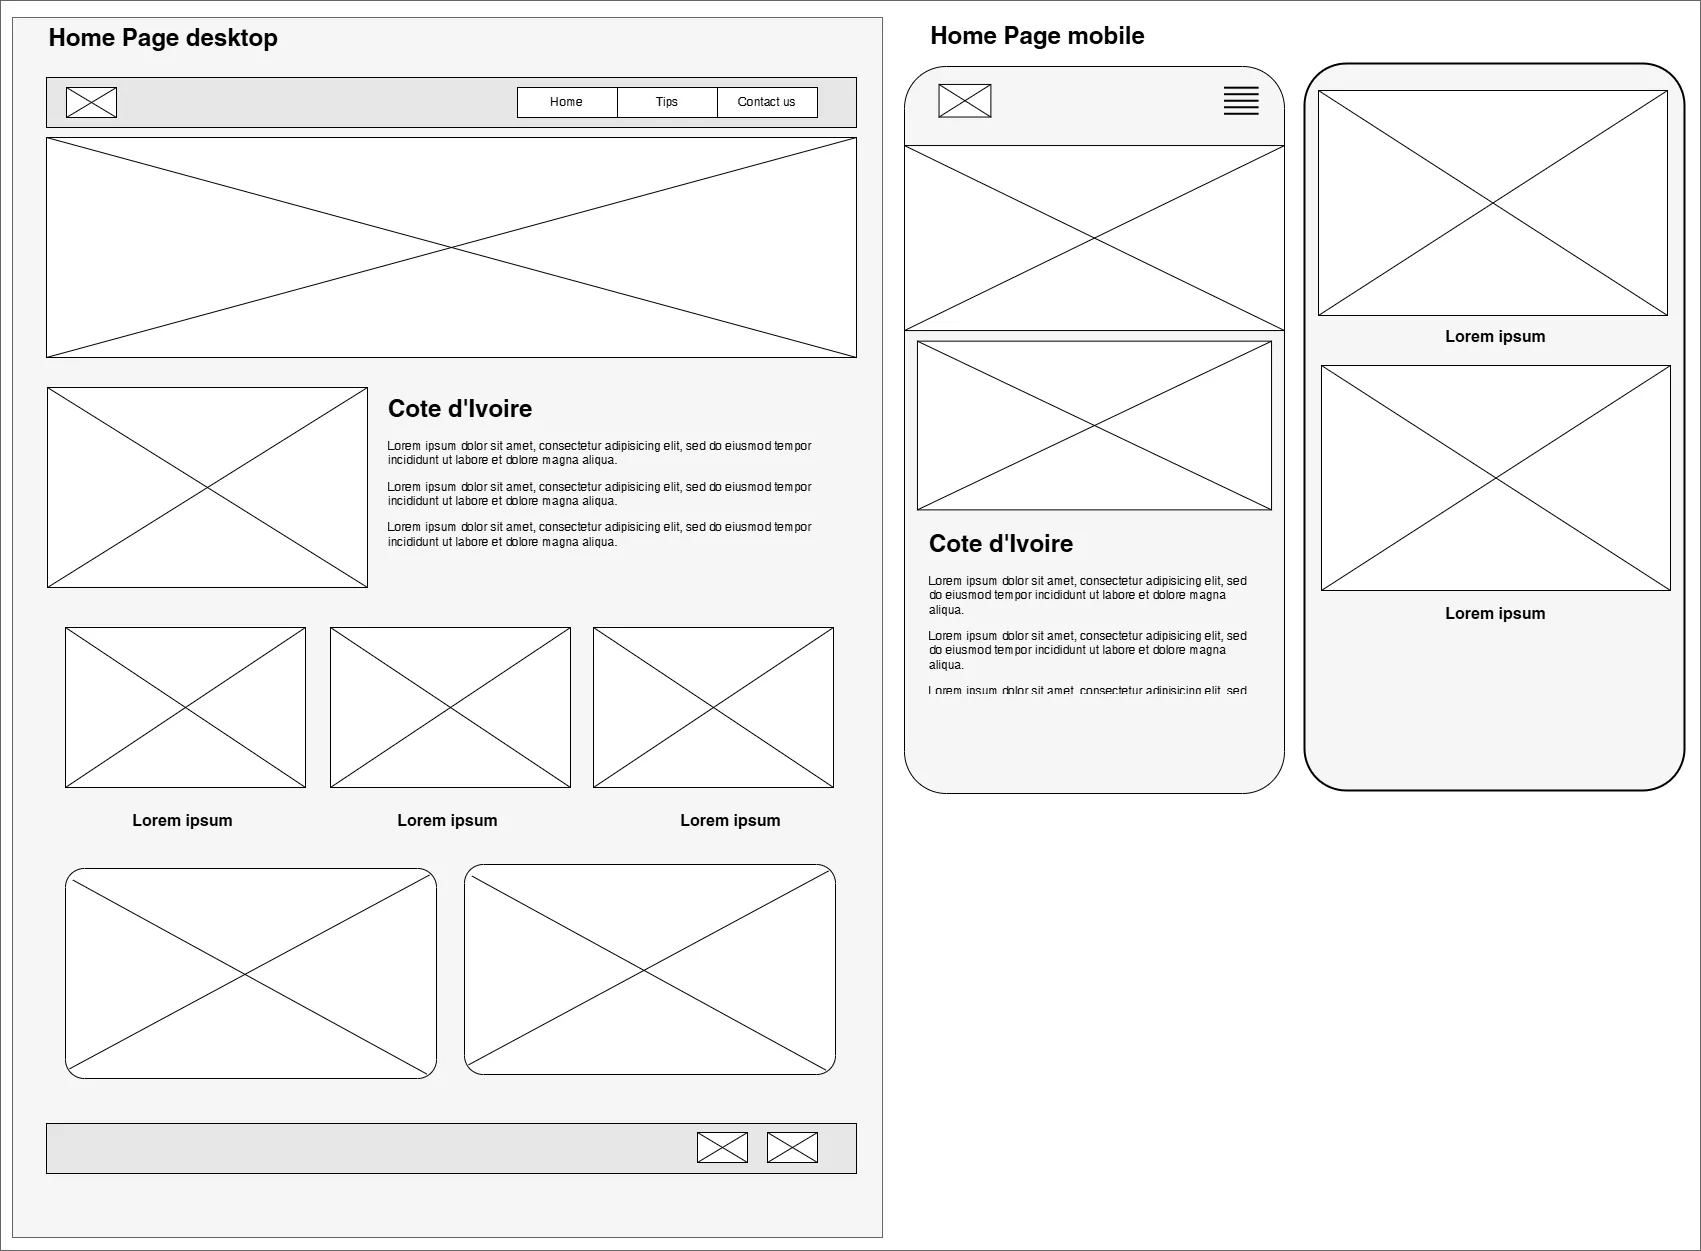 Home Page desktop
Home
Tips
Contact us
Cote d'Ivoire
Lorem ipsum dolor sit amet, consectetur adipisicing elit, sed do eiusmod tempor
incididunt ut labore et dolore magna aliqua.
Lorem ipsum dolor sit amet, consectetur adipisicing elit, sed do eiusmod tempor
incididunt ut labore et dolore magna aliqua.
Lorem ipsum dolor sit amet, consectetur adipisicing elit, sed do eiusmod tempor
incididunt ut labore et dolore magna aliqua.
Lorem ipsum
Lorem ipsum
Lorem ipsum
Home Page mobile
Cote d'Ivoire
Lorem ipsum dolor sit amet, consectetur adipisicing elit, sed
do eiusmod tempor incididunt ut labore et dolore magna
aliqua.
Lorem ipsum dolor sit amet, consectetur adipisicing elit, sed
do eiusmod tempor incididunt ut labore et dolore magna
aliqua.
Lorem ipsum dolor sit amet, consectetur adipisicing elit, sed
Lorem ipsum
Lorem ipsum